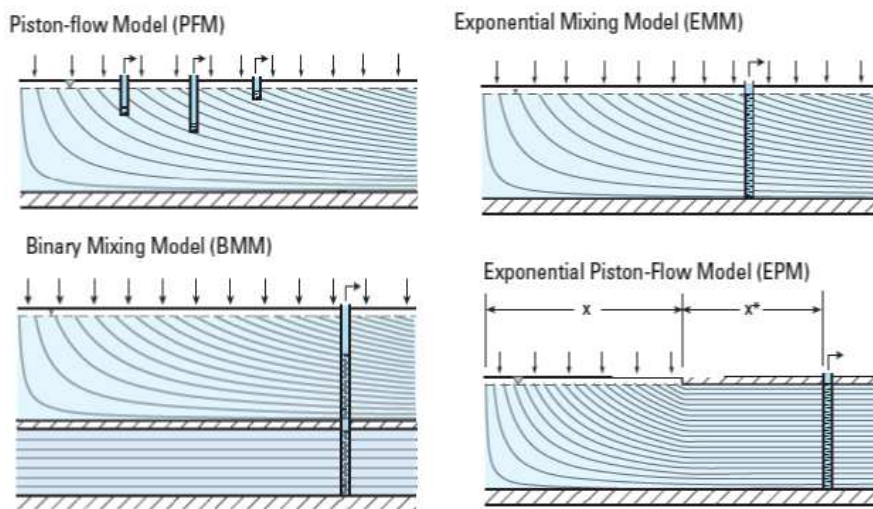 Piston-flow Model (PFM)
Exponential Mixing Model (EMM)
Binary Mixing Model (BMM)
Exponential Piston-Flow Model (EPM)
x
x*